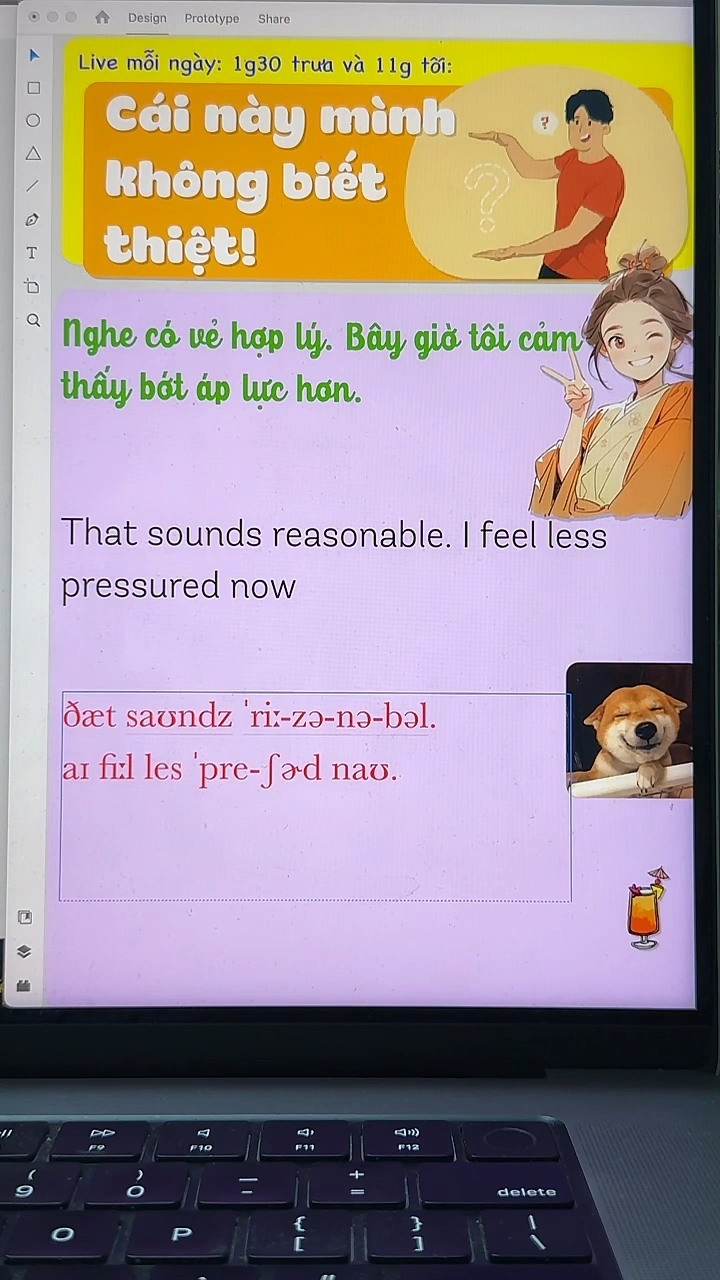 Design Prototype Share
Live mỗi ngày: 1g30 trưa và 11g tối:
Cái này mình
không biết
thiệt!
?
Nghe có vẻ hợp lý. Bây giờ tôi cảm
thấy bớt áp lực hơn.
That sounds reasonable. I feel less
pressured now
ðæt saʊndz ˈriː-zə-nə-bəl.
aɪ fiːl les ˈpre-ʃɚd naʊ.
F9 F10 F11 F12
( ) — +
9 0 - = delete
O P { [ } ] | \
"